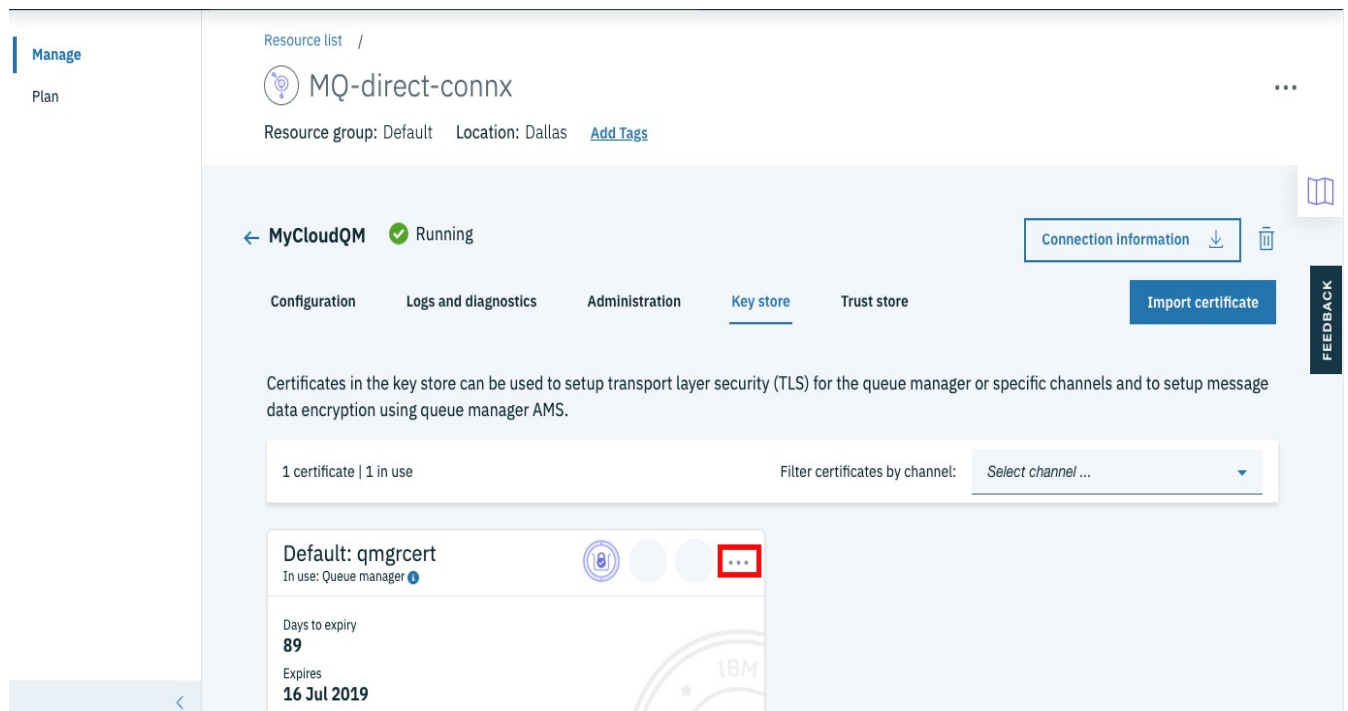 Manage
Plan
Resource list /
MQ-direct-connx
Resource group: Default Location: Dallas Add Tags
MyCloudQM Running
Connection information
Configuration Logs and diagnostics Administration Key store Trust store
Import certificate
FEEDBACK
Certificates in the key store can be used to setup transport layer security (TLS) for the queue manager or specific channels and to setup message
data encryption using queue manager AMS.
1 certificate | 1 in use
Filter certificates by channel: Select channel ...
Default: qmgrcert
In use: Queue manager
Days to expiry
89
Expires
16 Jul 2019
IBM